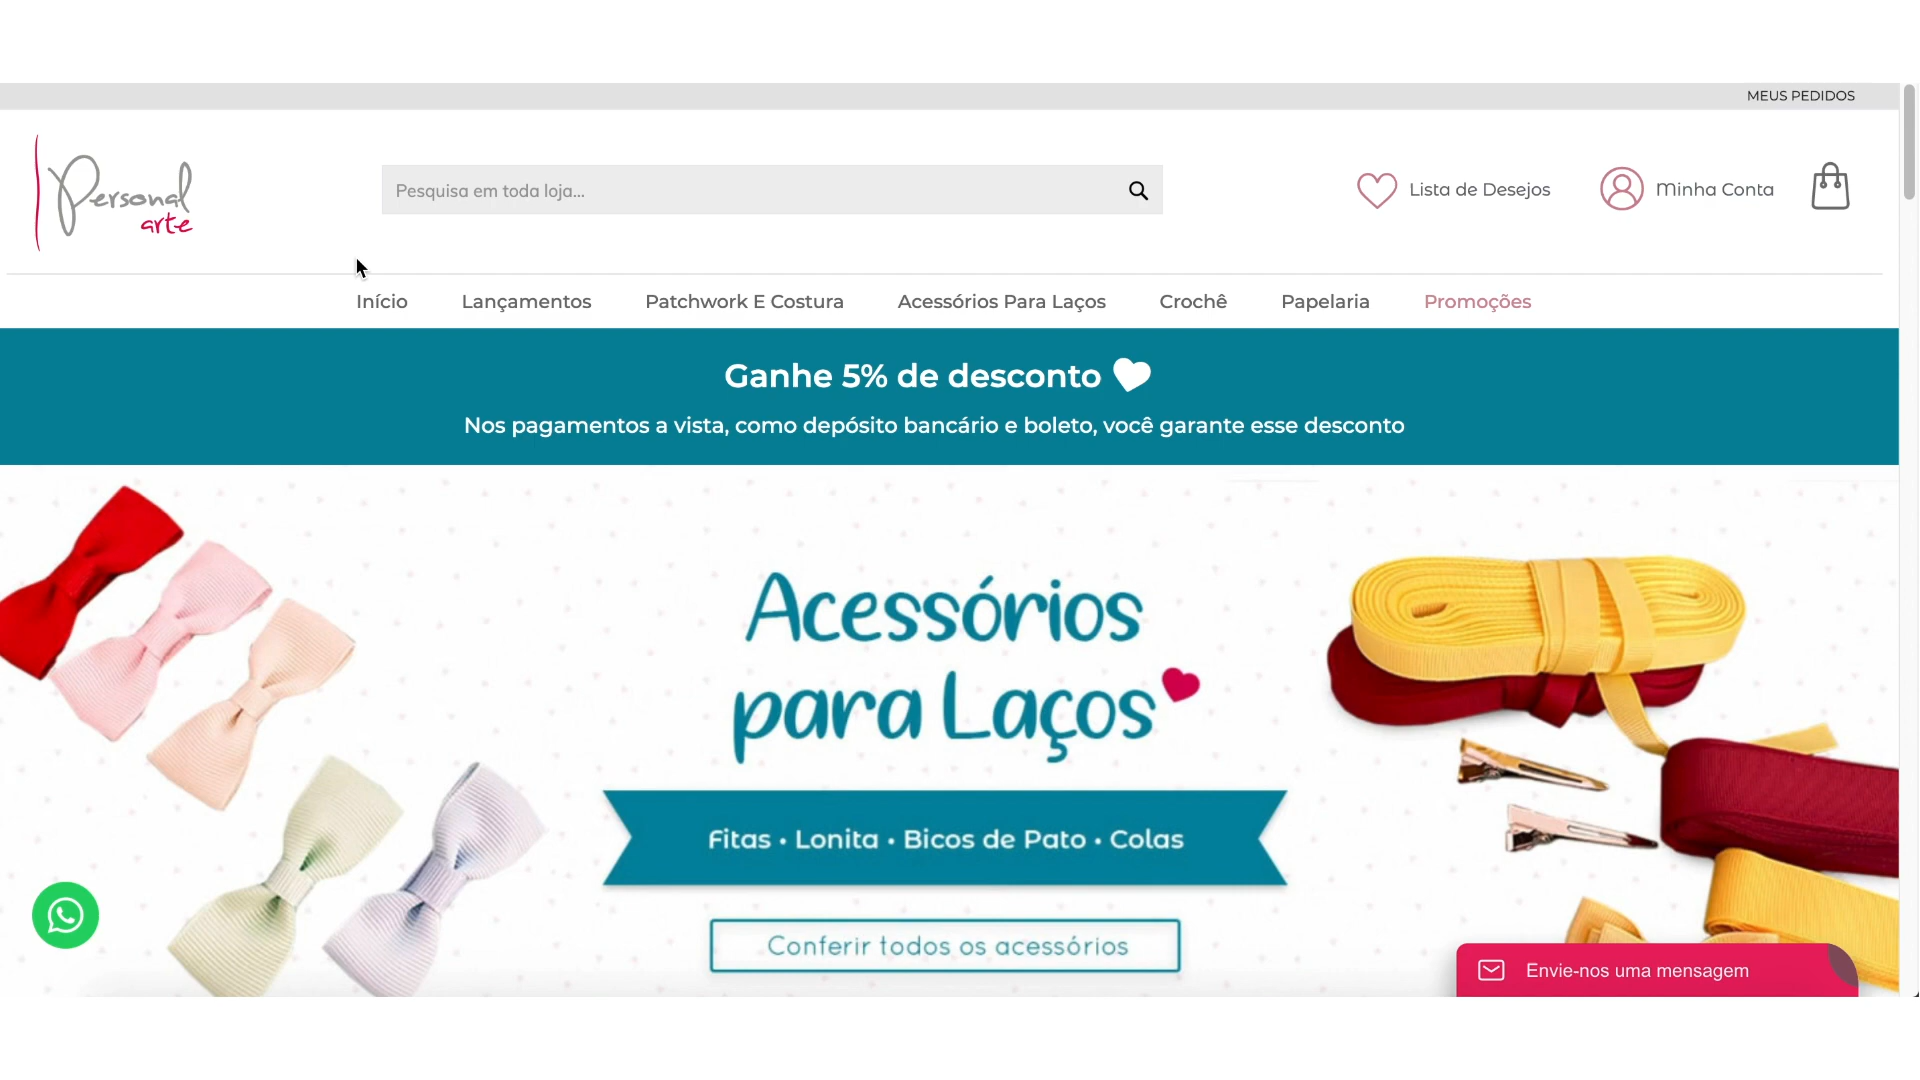 MEUS PEDIDOS
Personal
arte
Pesquisa em toda loja...
Lista de Desejos
Minha Conta
Início
Lançamentos
Patchwork E Costura
Acessórios Para Laços
Crochê
Papelaria
Promoções
Ganhe 5% de desconto
Nos pagamentos a vista, como depósito bancário e boleto, você garante esse desconto
Acessórios
para Laços
Fitas • Lonita • Bicos de Pato • Colas
Conferir todos os acessórios
Envie-nos uma mensagem